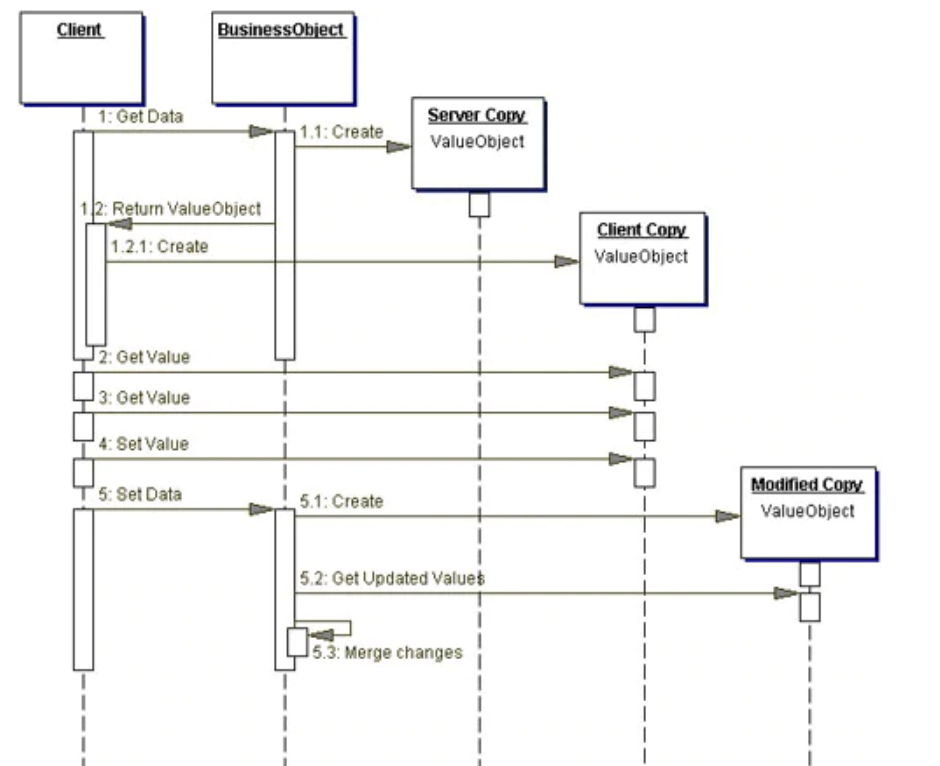 Client
BusinessObject
1: Get Data
1.1: Create
Server Copy
ValueObject
1.2: Return ValueObject
1.2.1: Create
Client Copy
ValueObject
2: Get Value
3: Get Value
4: Set Value
5: Set Data
5.1: Create
Modified Copy
ValueObject
5.2: Get Updated Values
5.3: Merge changes